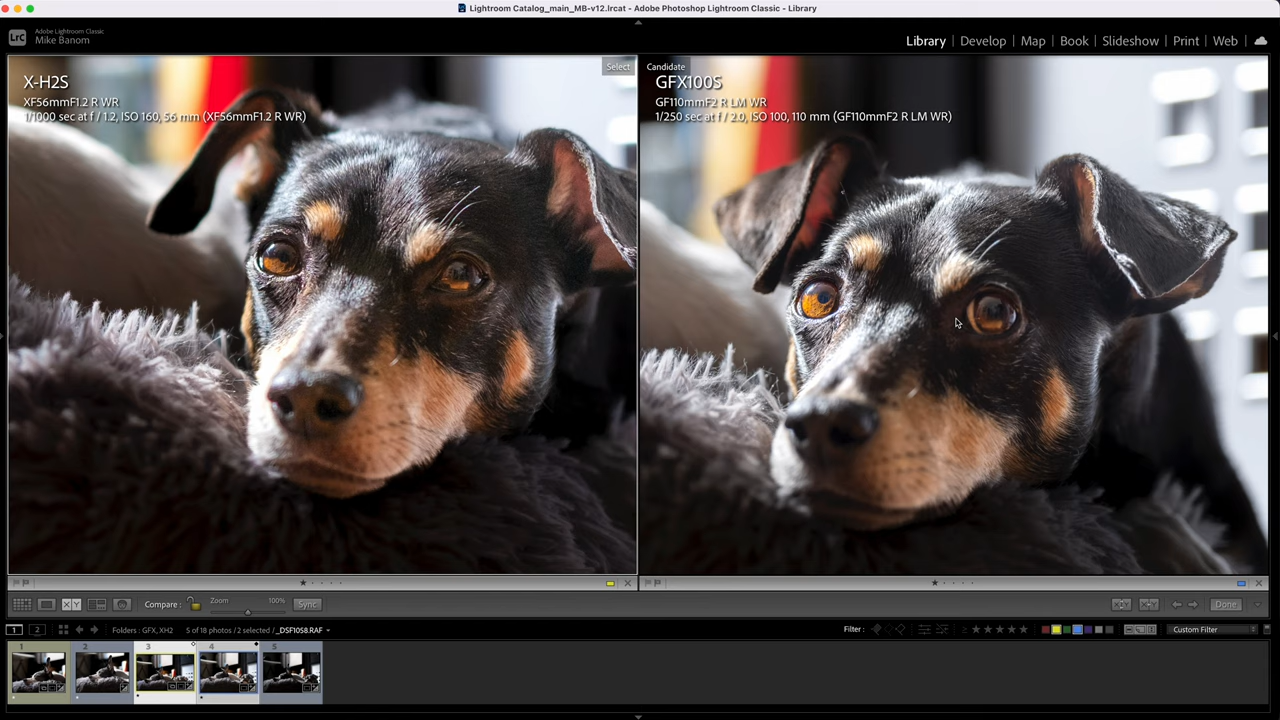 Lightroom Catalog_main_MB-v12.lrcat - Adobe Photoshop Lightroom Classic - Library
LrC
Adobe Lightroom Classic
Mike Banom
Library | Develop | Map | Book | Slideshow | Print | Web
Select
X-H2S
XF56mmF1.2 R WR
1/1000 sec at f / 1.2, ISO 160, 56 mm (XF56mmF1.2 R WR)
Candidate
GFX100S
GF110mmF2 R LM WR
1/250 sec at f / 2.0, ISO 100, 110 mm (GF110mmF2 R LM WR)
XY Compare : Zoom 100% Sync
Done
1 2 Folders : GFX, XH2 5 of 18 photos / 2 selected / _DSF1058.RAF
Filter : Custom Filter
1 2 3 4 5